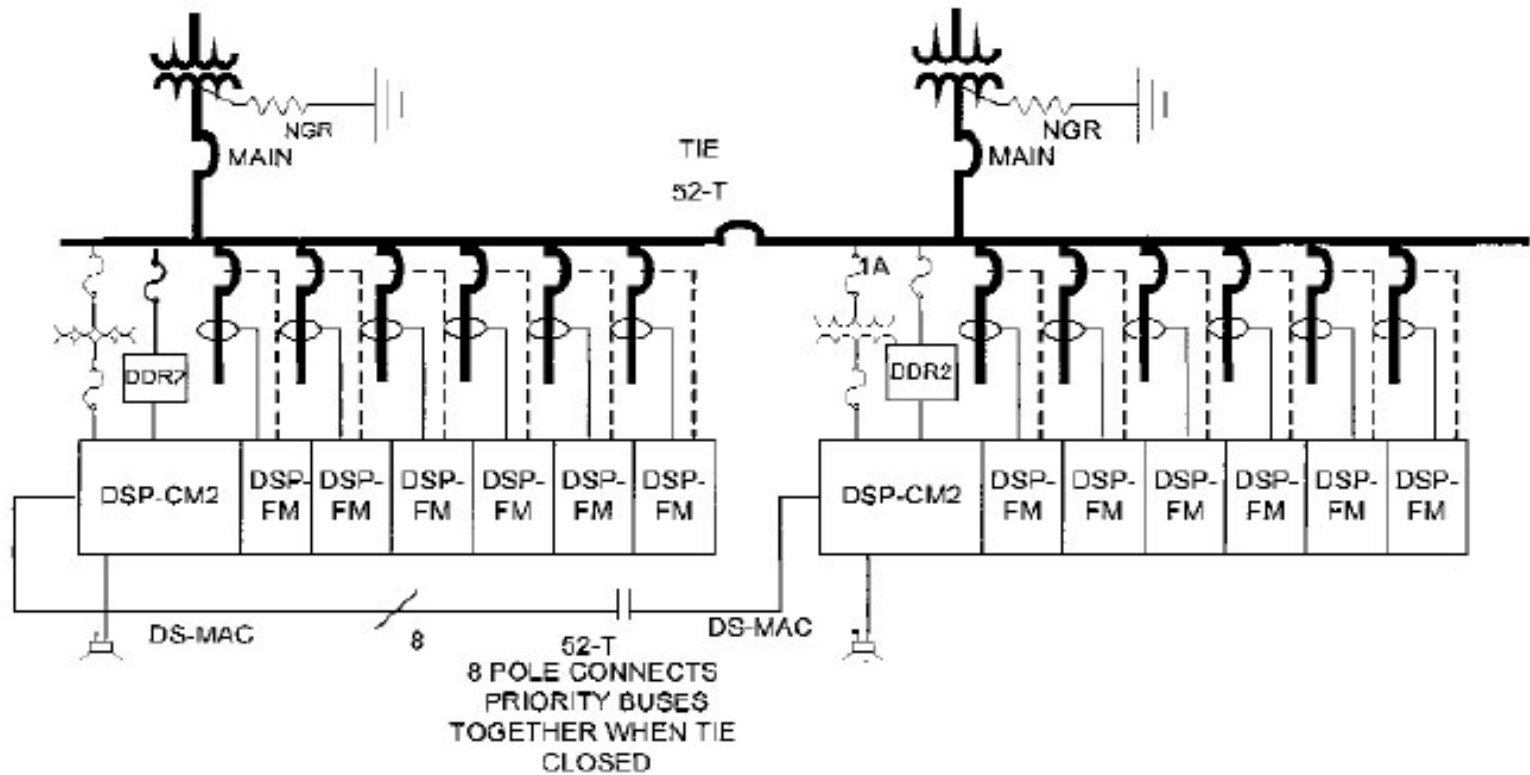 NGR
MAIN
TIE
52-T
NGR
MAIN
1A
DDR2
DDR2
DSP-CM2
DSP-
FM
DSP-
FM
DSP-
FM
DSP-
FM
DSP-
FM
DSP-
FM
DSP-CM2
DSP-
FM
DSP-
FM
DSP-
FM
DSP-
FM
DSP-
FM
DSP-
FM
DS-MAC
8
52-T
DS-MAC
8 POLE CONNECTS
PRIORITY BUSES
TOGETHER WHEN TIE
CLOSED